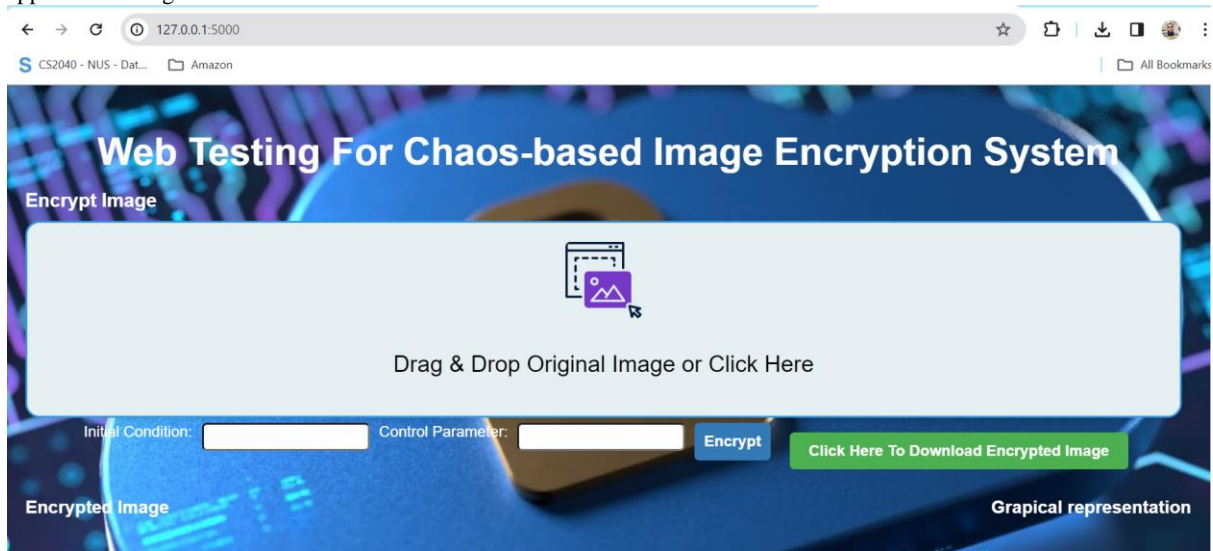 127.0.0.1:5000
CS2040 - NUS - Dat... Amazon All Bookmarks
Web Testing For Chaos-based Image Encryption System
Encrypt Image
Drag & Drop Original Image or Click Here
Initial Condition: Control Parameter: Encrypt Click Here To Download Encrypted Image
Encrypted Image Grapical representation